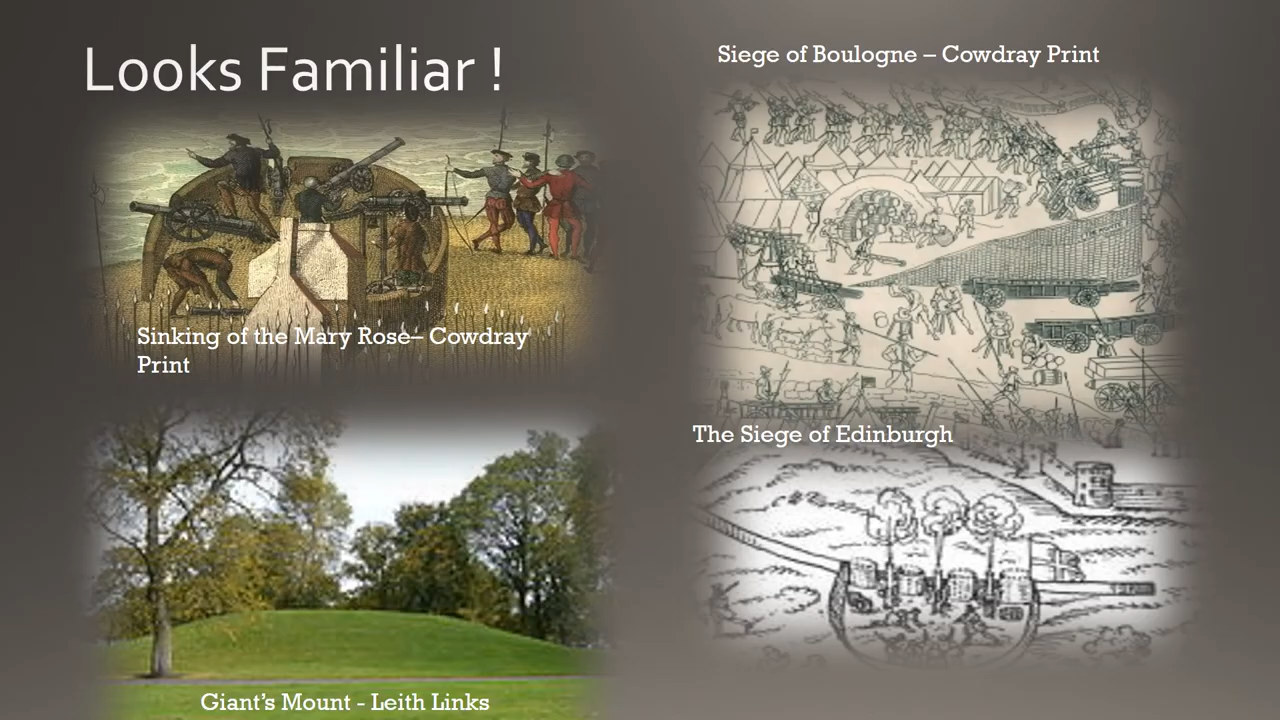 Looks Familiar !
Sinking of the Mary Rose– Cowdray
Print
Giant's Mount - Leith Links
Siege of Boulogne – Cowdray Print
The Siege of Edinburgh